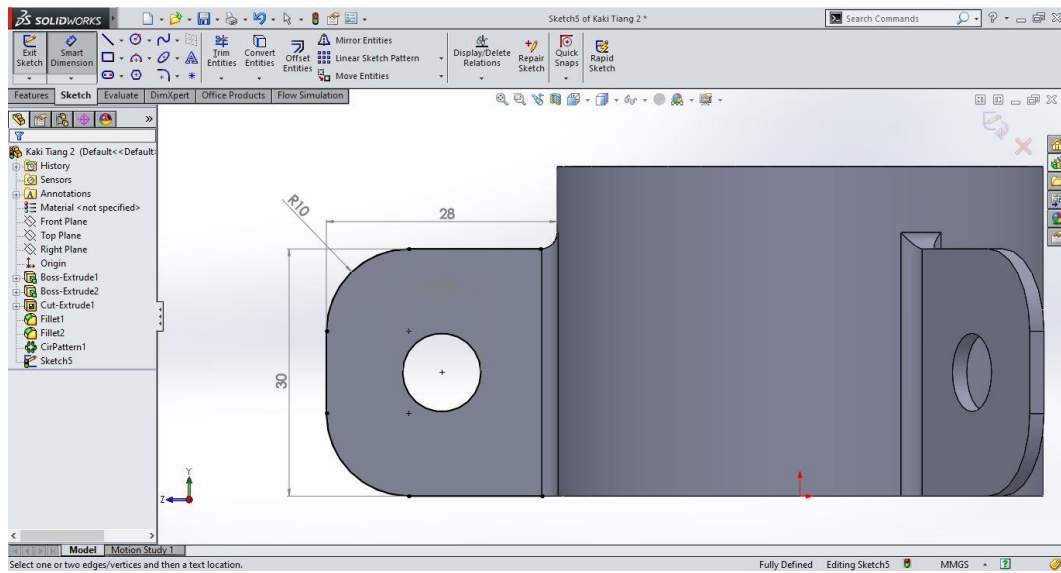 SOLIDWORKS
Sketch5 of Kaki Tiang 2 *
Search Commands
Exit Sketch
Smart Dimension
Trim Entities
Convert Entities
Offset Entities
Mirror Entities
Linear Sketch Pattern
Move Entities
Display/Delete Relations
Repair Sketch
Quick Snaps
Rapid Sketch
Features Sketch Evaluate DimXpert Office Products Flow Simulation
Kaki Tiang 2 (Default<<Default
History
Sensors
Annotations
Material <not specified>
Front Plane
Top Plane
Right Plane
Origin
Boss-Extrude1
Boss-Extrude2
Cut-Extrude1
Fillet1
Fillet2
CirPattern1
Sketch5
R10
28
30
Y
Z
Model Motion Study 1
Select one or two edges/vertices and then a text location.
Fully Defined Editing Sketch5 MMGS